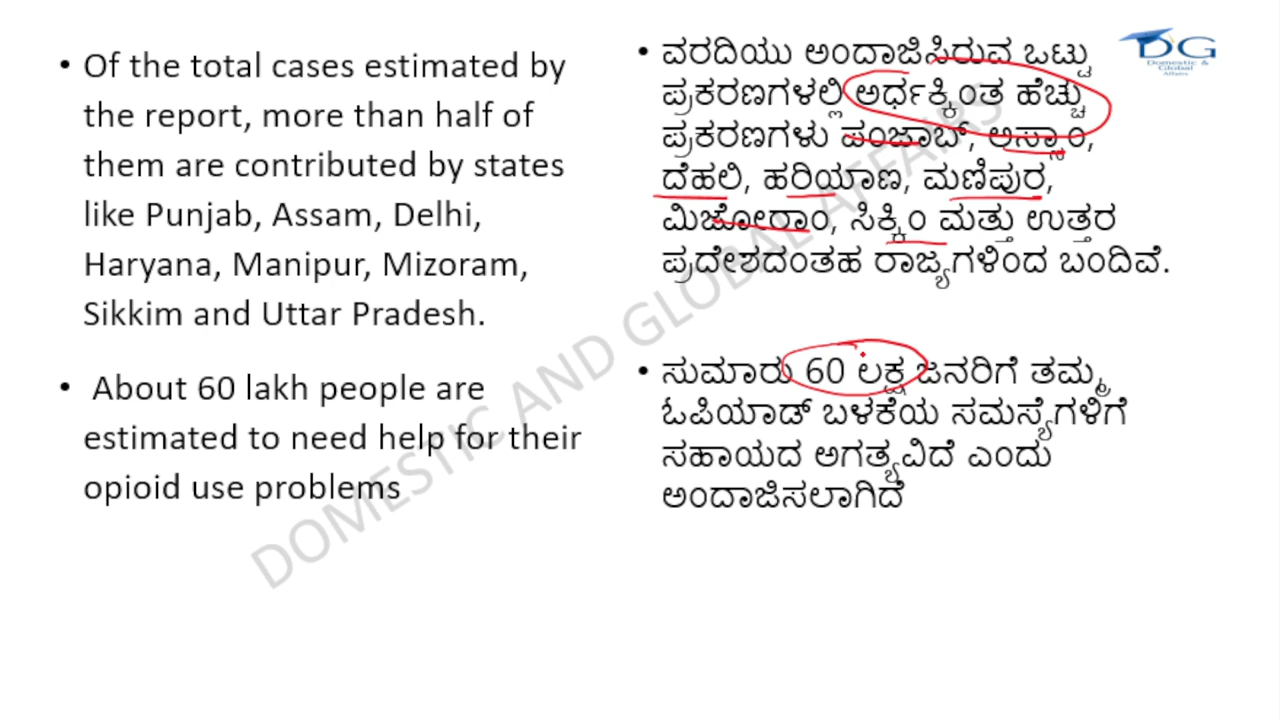 • Of the total cases estimated by
the report, more than half of
them are contributed by states
like Punjab, Assam, Delhi,
Haryana, Manipur, Mizoram,
Sikkim and Uttar Pradesh.
• About 60 lakh people are
estimated to need help for their
opioid use problems
• ವರದಿಯು ಅಂದಾಜಿಸಿರುವ ಒಟ್ಟು
ಪ್ರಕರಣಗಳಲ್ಲಿ ಅರ್ಧಕ್ಕಿಂತ ಹೆಚ್ಚು
ಪ್ರಕರಣಗಳು ಪಂಜಾಬ್, ಅಸ್ಸಾಂ,
ದೆಹಲಿ, ಹರಿಯಾಣ, ಮಣಿಪುರ,
ಮಿಜೋರಾಂ, ಸಿಕ್ಕಿಂ ಮತ್ತು ಉತ್ತರ
ಪ್ರದೇಶದಂತಹ ರಾಜ್ಯಗಳಿಂದ ಬಂದಿವೆ.
• ಸುಮಾರು 60 ಲಕ್ಷ ಜನರಿಗೆ ತಮ್ಮ
ಓಪಿಯಾಡ್ ಬಳಕೆಯ ಸಮಸ್ಯೆಗಳಿಗೆ
ಸಹಾಯದ ಅಗತ್ಯವಿದೆ ಎಂದು
ಅಂದಾಜಿಸಲಾಗಿದೆ
DG
Domestic &
Global
Affairs
DOMESTIC AND GLOBAL AFFAIRS